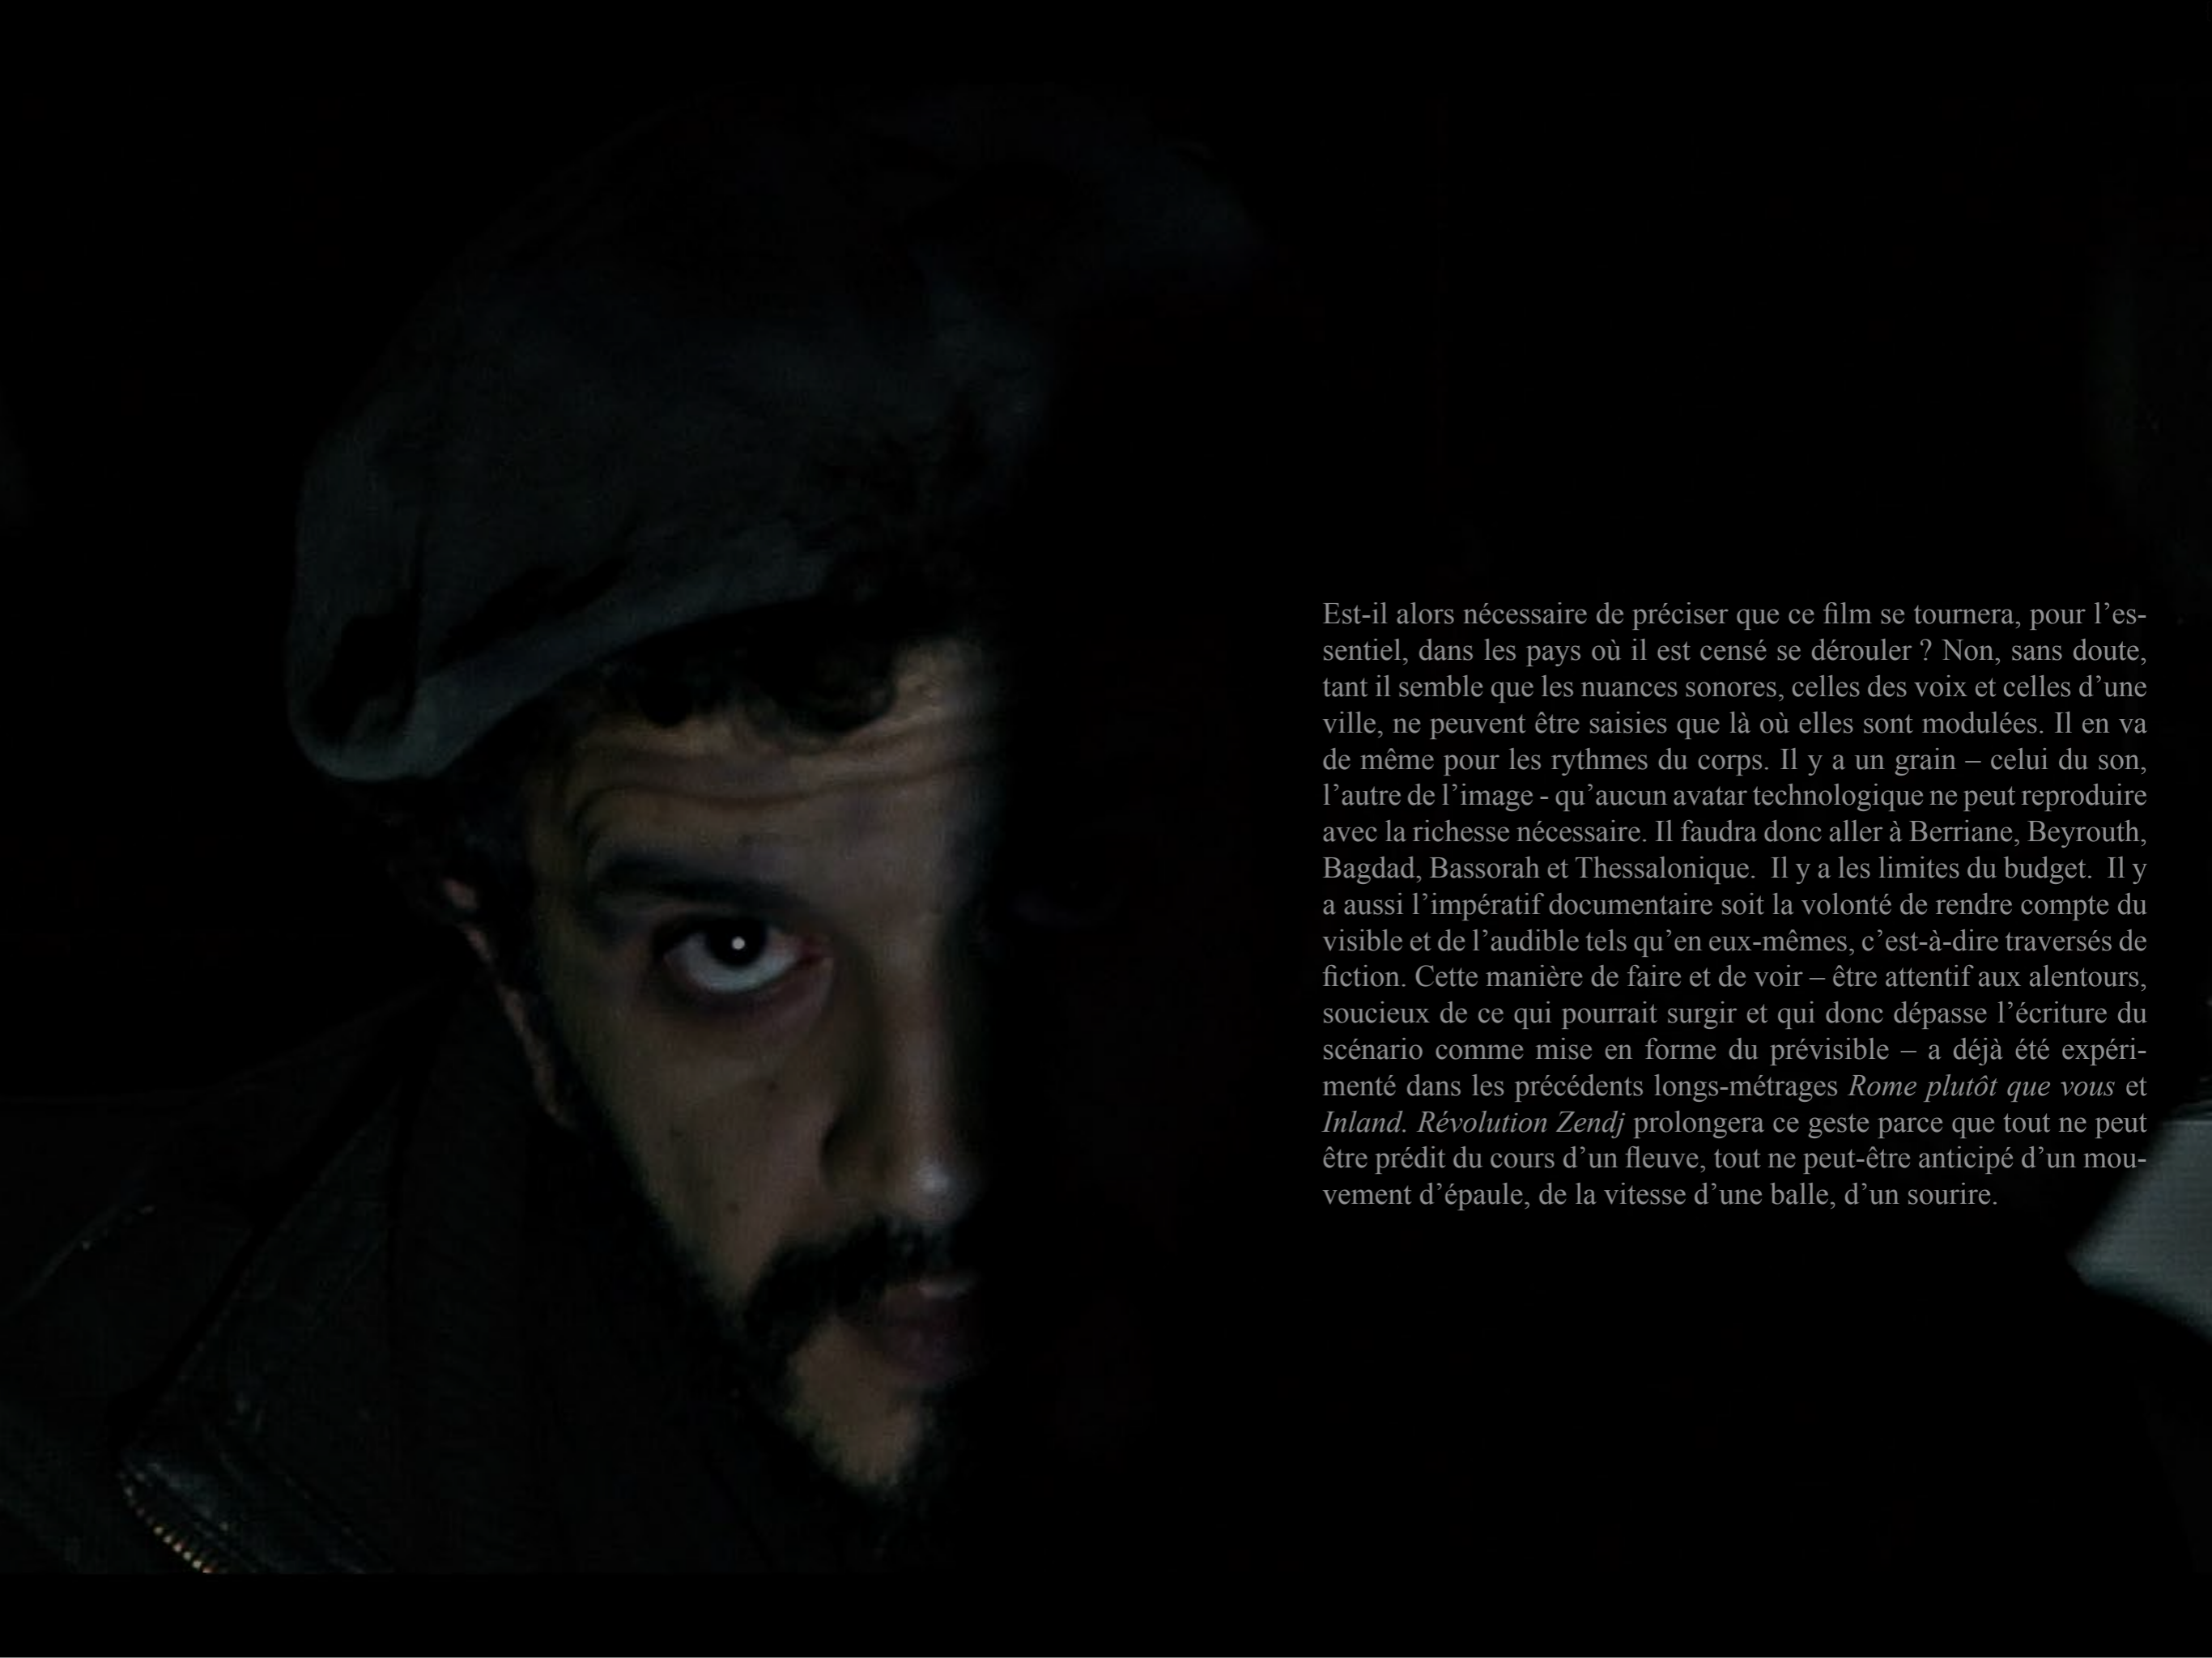 Est-il alors nécessaire de préciser que ce film se tournera, pour l’es-
sentiel, dans les pays où il est censé se dérouler ? Non, sans doute,
tant il semble que les nuances sonores, celles des voix et celles d’une
ville, ne peuvent être saisies que là où elles sont modulées. Il en va
de même pour les rythmes du corps. Il y a un grain – celui du son,
l’autre de l’image - qu’aucun avatar technologique ne peut reproduire
avec la richesse nécessaire. Il faudra donc aller à Berriane, Beyrouth,
Bagdad, Bassorah et Thessalonique.  Il y a les limites du budget.  Il y
a aussi l’impératif documentaire soit la volonté de rendre compte du
visible et de l’audible tels qu’en eux-mêmes, c’est-à-dire traversés de
fiction. Cette manière de faire et de voir – être attentif aux alentours,
soucieux de ce qui pourrait surgir et qui donc dépasse l’écriture du
scénario comme mise en forme du prévisible – a déjà été expéri-
menté dans les précédents longs-métrages Rome plutôt que vous et
Inland. Révolution Zendj prolongera ce geste parce que tout ne peut
être prédit du cours d’un fleuve, tout ne peut-être anticipé d’un mou-
vement d’épaule, de la vitesse d’une balle, d’un sourire.